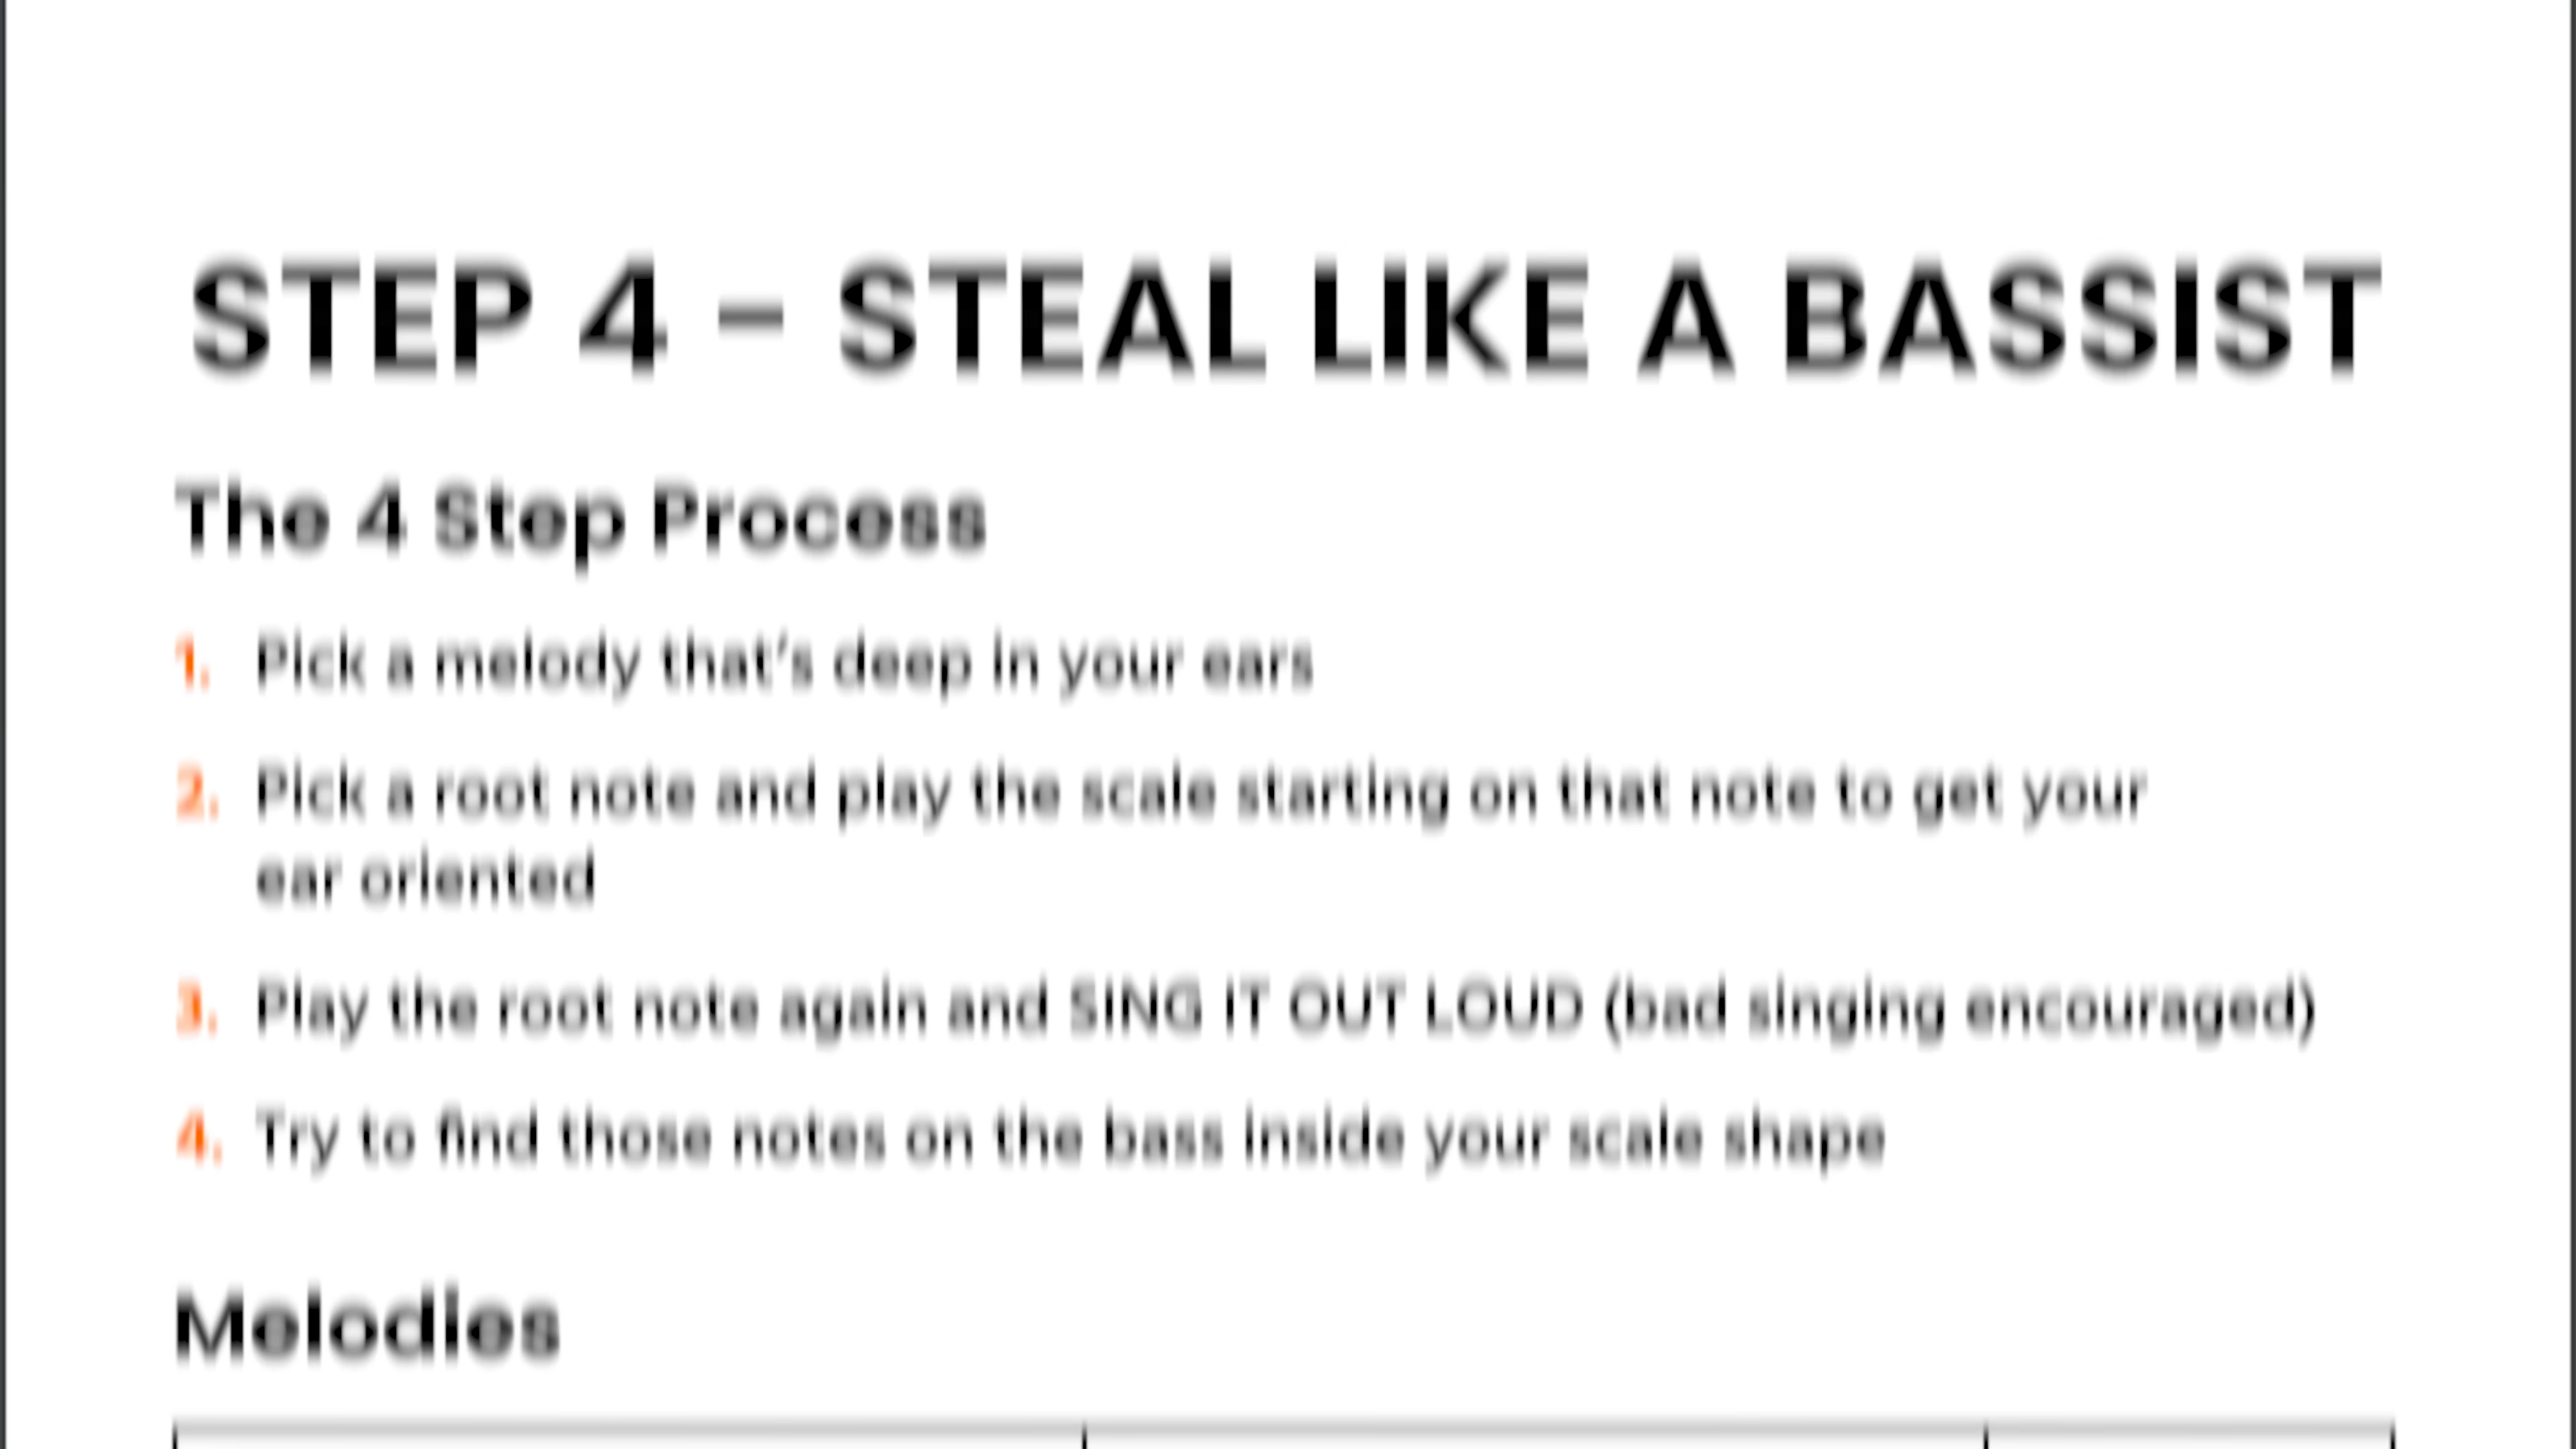 STEP 4 – STEAL LIKE A BASSIST
The 4 Step Process
1. Pick a melody that’s deep in your ears
2. Pick a root note and play the scale starting on that note to get your
ear oriented
3. Play the root note again and SING IT OUT LOUD (bad singing encouraged)
4. Try to find those notes on the bass inside your scale shape
Melodies